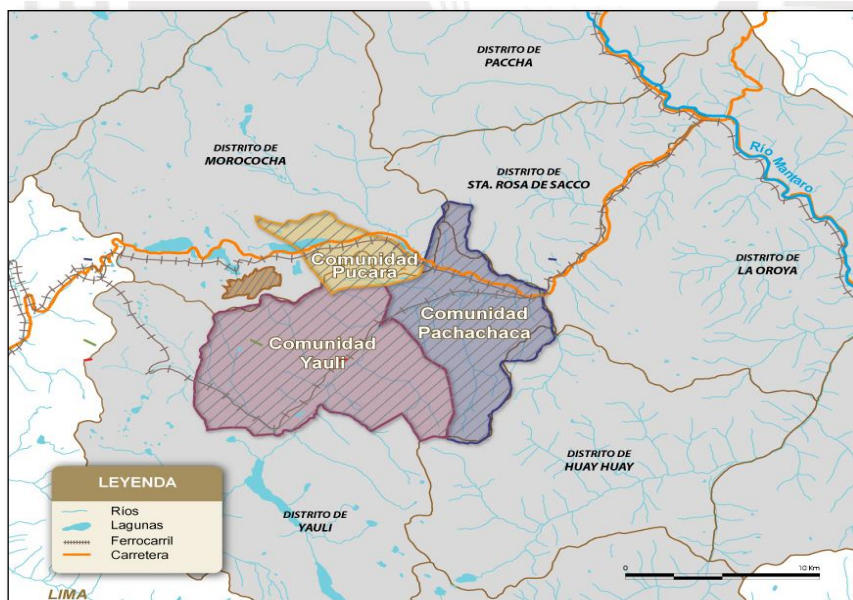 DISTRITO DE
PACCHA
DISTRITO DE
MOROCOCHA
Río Mantaro
DISTRITO DE
STA. ROSA DE SACCO
DISTRITO DE
LA OROYA
Comunidad
Pucara
Comunidad
Pachachaca
Comunidad
Yauli
DISTRITO DE
HUAY HUAY
LEYENDA
Ríos
Lagunas
Ferrocarril
Carretera
DISTRITO DE
YAULI
0 10 Km
LIMA